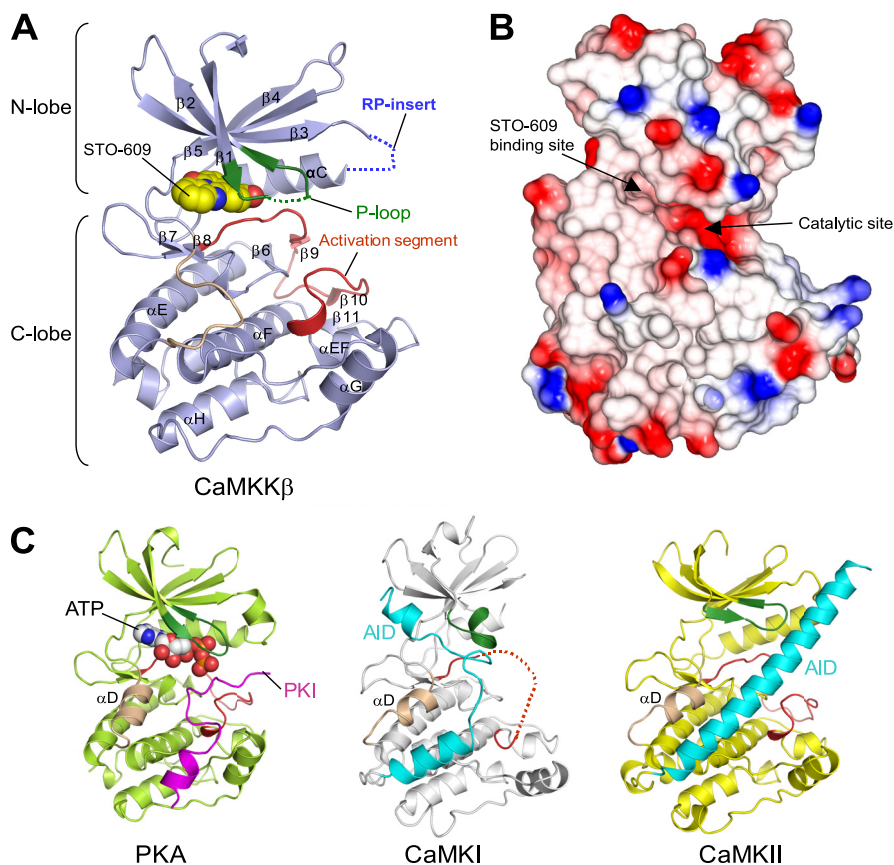 A
N-lobe
β2
β4
RP-insert
β3
STO-609
β5
β1
αC
P-loop
β7
β8
β6
β9
Activation segment
αE
β10
β11
C-lobe
αF
αEF
αG
αH
CaMKKβ
B
STO-609
binding site
Catalytic site
C
ATP
PKI
αD
PKA
AID
αD
CaMKI
AID
αD
CaMKII